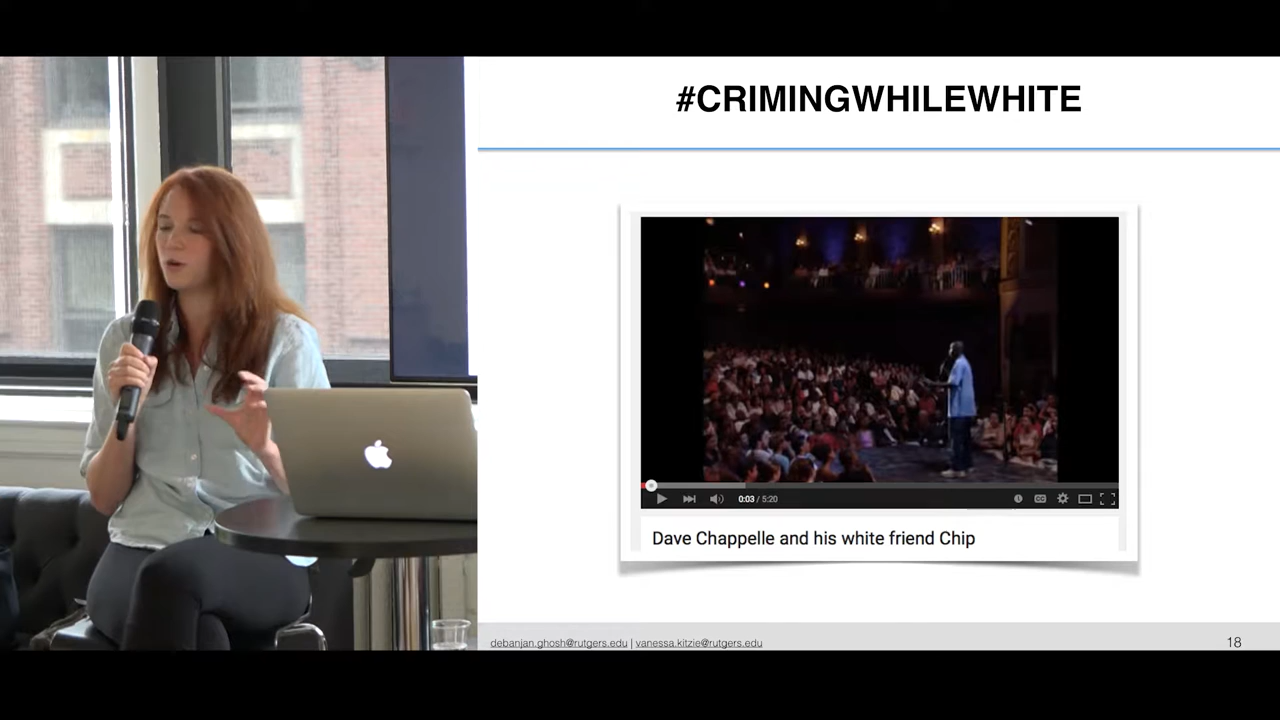 #CRIMINGWHILEWHITE
0:03 / 5:20
Dave Chappelle and his white friend Chip
debanjan.ghosh@rutgers.edu | vanessa.kitzie@rutgers.edu
18